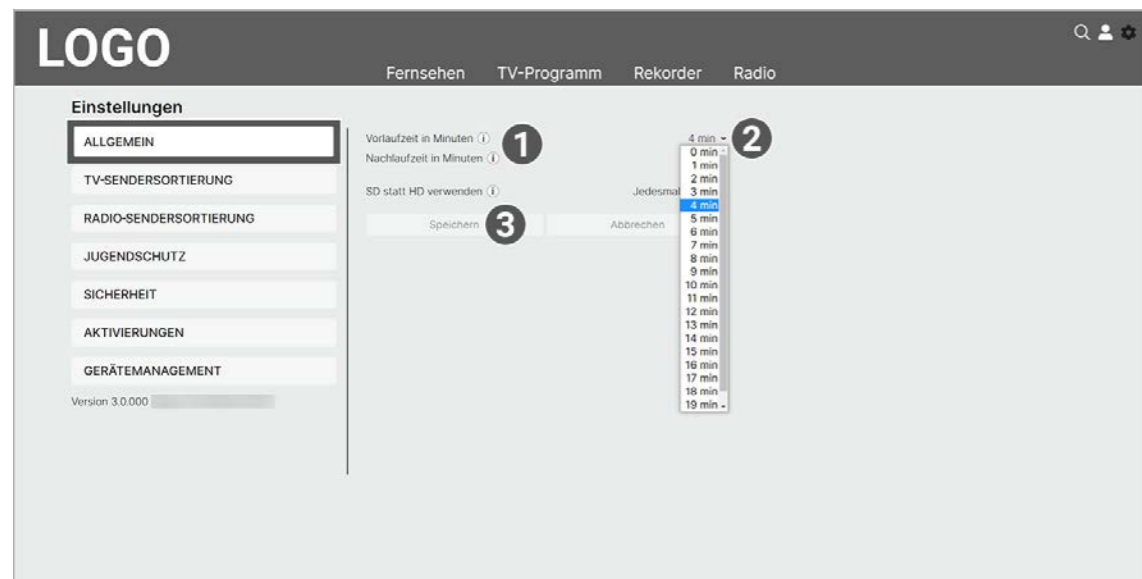 LOGO
Fernsehen TV-Programm Rekorder Radio
Einstellungen
ALLGEMEIN
TV-SENDERSORTIERUNG
RADIO-SENDERSORTIERUNG
JUGENDSCHUTZ
SICHERHEIT
AKTIVIERUNGEN
GERÄTEMANAGEMENT
Version 3.0.000
Vorlaufzeit in Minuten i 1 4 min 2
Nachlaufzeit in Minuten i
SD statt HD verwenden i Jedesmal
Speichern 3 Abbrechen
0 min
1 min
2 min
3 min
4 min
5 min
6 min
7 min
8 min
9 min
10 min
11 min
12 min
13 min
14 min
15 min
16 min
17 min
18 min
19 min